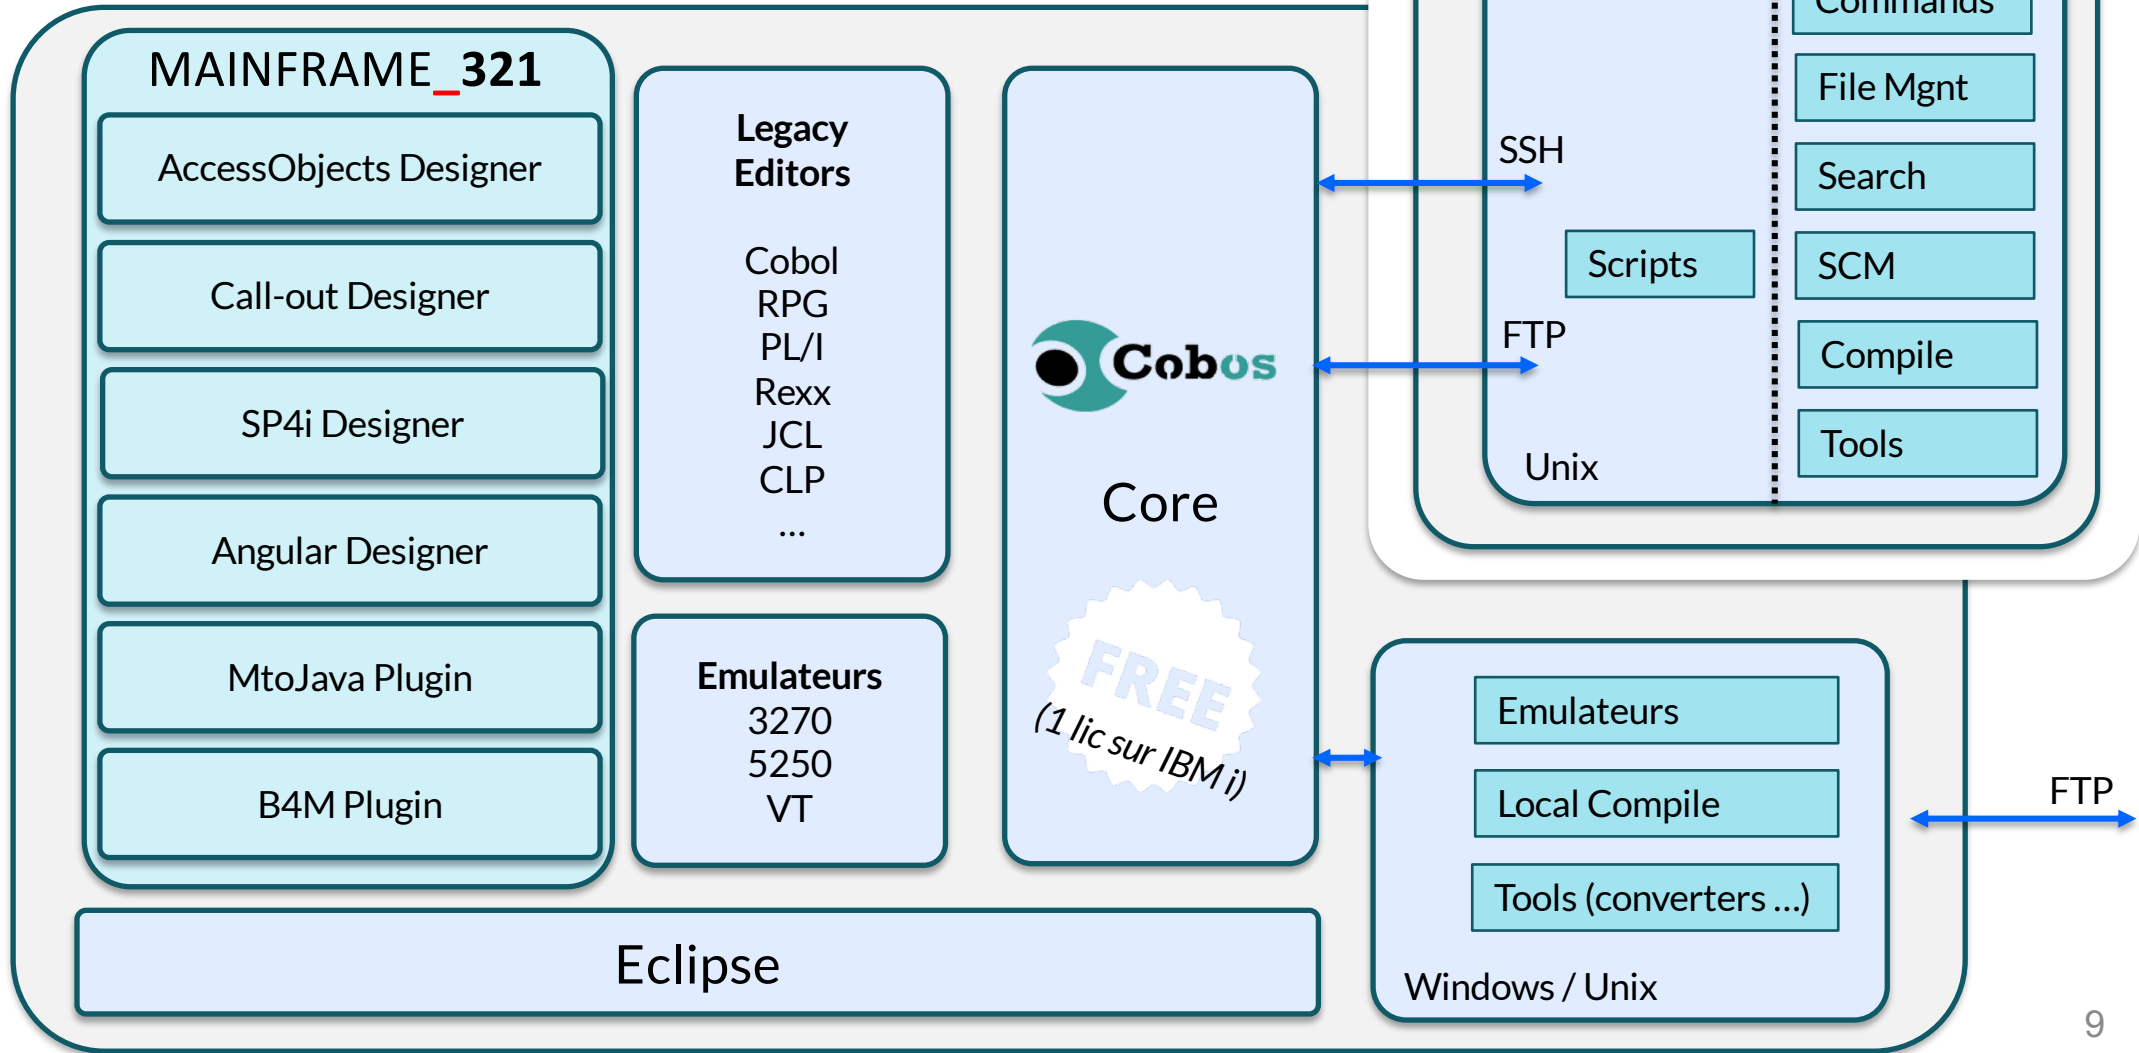 MAINFRAME_321
AccessObjects Designer
Call-out Designer
SP4i Designer
Angular Designer
MtoJava Plugin
B4M Plugin
Legacy
Editors
Cobol
RPG
PL/I
Rexx
JCL
CLP
...
Emulateurs
3270
5250
VT
Cobos
Core
FREE
(1 lic sur IBM i)
Eclipse
SSH
FTP
Scripts
Unix
Commands
File Mgnt
Search
SCM
Compile
Tools
Emulateurs
Local Compile
Tools (converters ...)
Windows / Unix
FTP
9